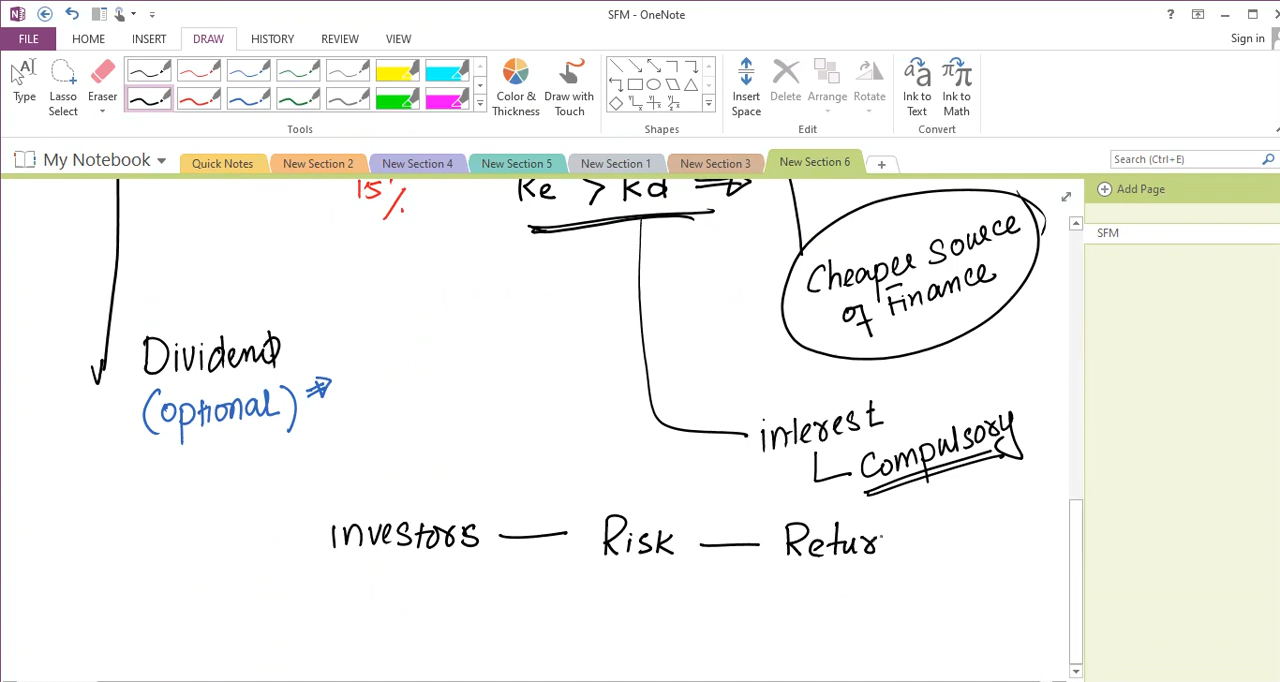 SFM - OneNote
?
Sign in
FILE HOME INSERT DRAW HISTORY REVIEW VIEW
Type Lasso Select Eraser Color & Thickness Draw with Touch Insert Space Delete Arrange Rotate Ink to Text Ink to Math
Tools Shapes Edit Convert
My Notebook Quick Notes New Section 2 New Section 4 New Section 5 New Section 1 New Section 3 New Section 6 Search (Ctrl+E)
Add Page
SFM
15%
Ke > Kd ⇒
Cheaper Source
of Finance
Dividend
(optional) ⇒
interest
Compulsory
investors — Risk — Retur